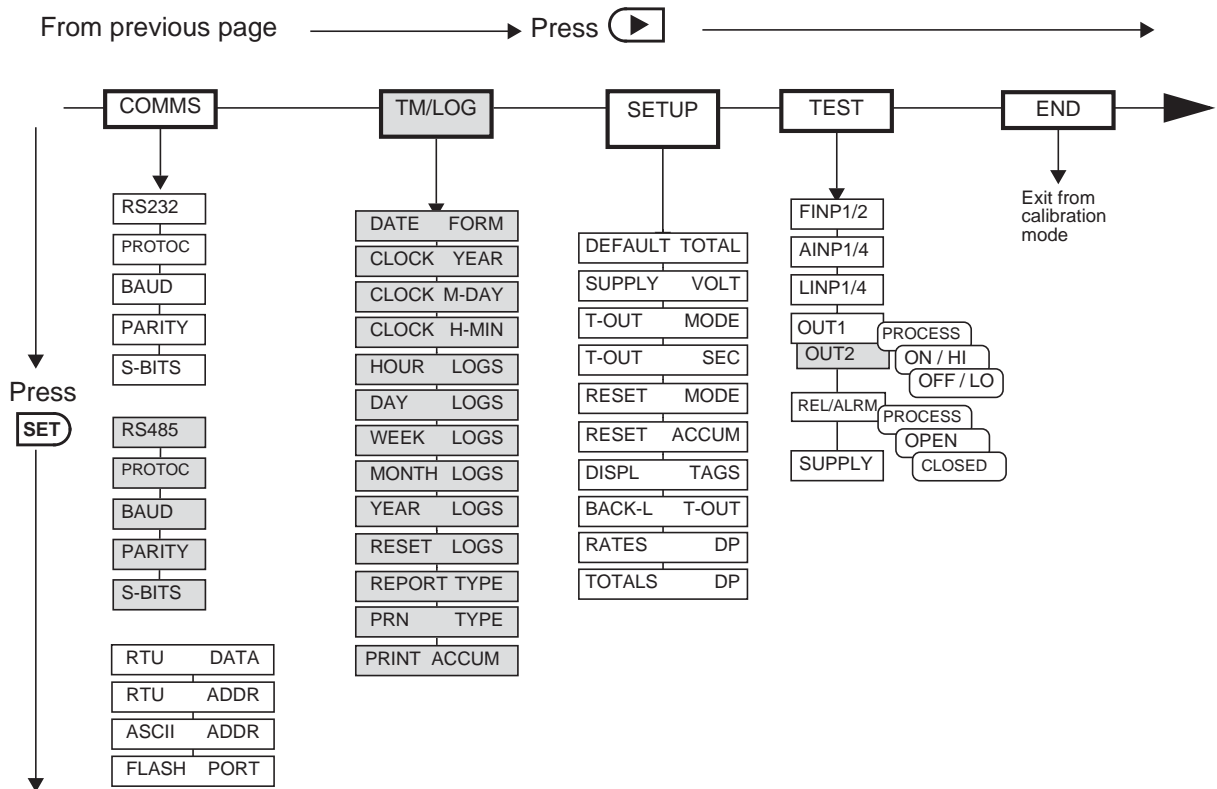 From previous page
Press
COMMS
TM/LOG
SETUP
TEST
END
Press
SET
RS232
PROTOC
BAUD
PARITY
S-BITS
RS485
PROTOC
BAUD
PARITY
S-BITS
RTU DATA
RTU ADDR
ASCII ADDR
FLASH PORT
DATE FORM
CLOCK YEAR
CLOCK M-DAY
CLOCK H-MIN
HOUR LOGS
DAY LOGS
WEEK LOGS
MONTH LOGS
YEAR LOGS
RESET LOGS
REPORT TYPE
PRN TYPE
PRINT ACCUM
DEFAULT TOTAL
SUPPLY VOLT
T-OUT MODE
T-OUT SEC
RESET MODE
RESET ACCUM
DISPL TAGS
BACK-L T-OUT
RATES DP
TOTALS DP
FINP1/2
AINP1/4
LINP1/4
OUT1
OUT2
PROCESS
ON / HI
OFF / LO
REL/ALRM
PROCESS
OPEN
CLOSED
SUPPLY
Exit from
calibration
mode